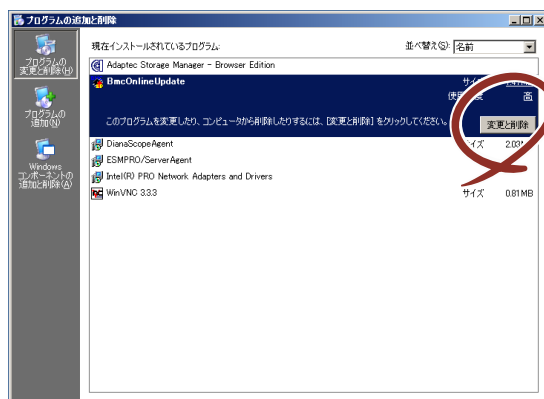 プログラムの追加と削除
プログラムの
変更と削除(H)
プログラムの
追加(N)
Windows
コンポーネントの
追加と削除(A)
現在インストールされているプログラム:
並べ替え(S): 名前
Adaptec Storage Manager - Browser Edition
BmcOnlineUpdate
高
このプログラムを変更したり、コンピュータから削除したりするには、[変更と削除] をクリックしてください。
変更と削除
DianaScopeAgent
ESMPRO/ServerAgent
Intel(R) PRO Network Adapters and Drivers
WinVNC 3.3.3
サイズ 0.81MB